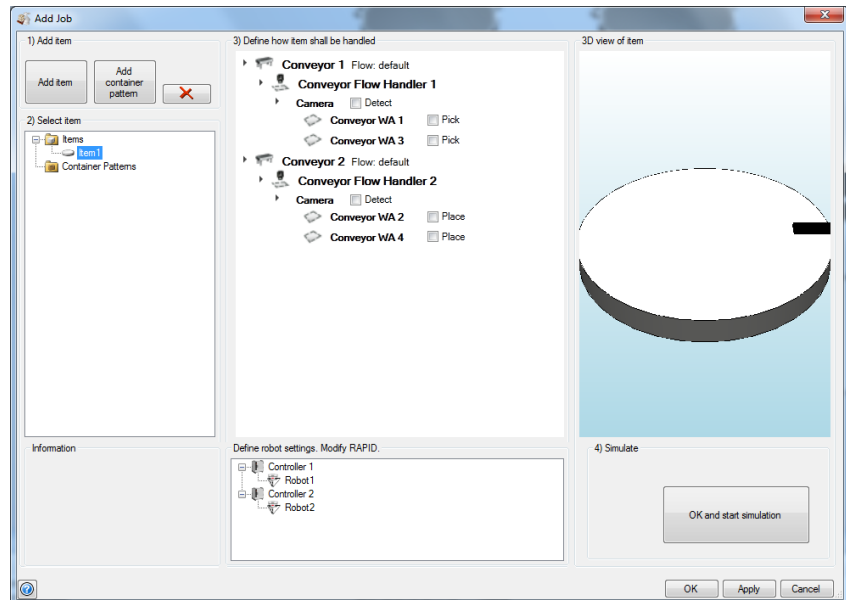 Add Job
1) Add item
Add item
Add
container
pattern
2) Select item
Items
Item1
Container Patterns
3) Define how item shall be handled
Conveyor 1 Flow: default
Conveyor Flow Handler 1
Camera Detect
Conveyor WA 1 Pick
Conveyor WA 3 Pick
Conveyor 2 Flow: default
Conveyor Flow Handler 2
Camera Detect
Conveyor WA 2 Place
Conveyor WA 4 Place
3D view of item
Information
Define robot settings. Modify RAPID.
Controller 1
Robot1
Controller 2
Robot2
4) Simulate
OK and start simulation
OK Apply Cancel